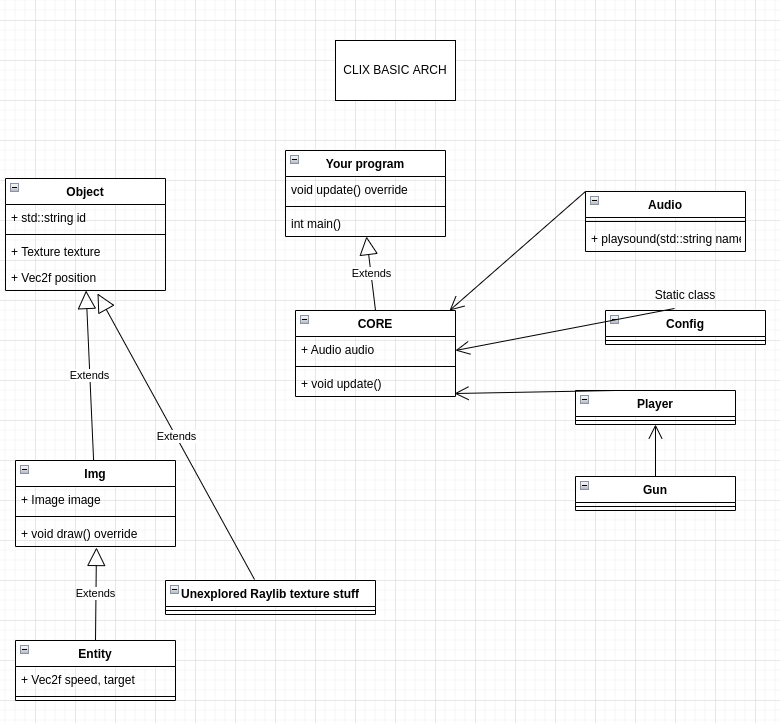 CLIX BASIC ARCH
Your program
void update() override
int main()
Object
+ std::string id
+ Texture texture
+ Vec2f position
Audio
+ playsound(std::string name
Extends
Static class
Config
CORE
+ Audio audio
+ void update()
Extends
Player
Extends
Img
+ Image image
+ void draw() override
Gun
Extends
Unexplored Raylib texture stuff
Entity
+ Vec2f speed, target